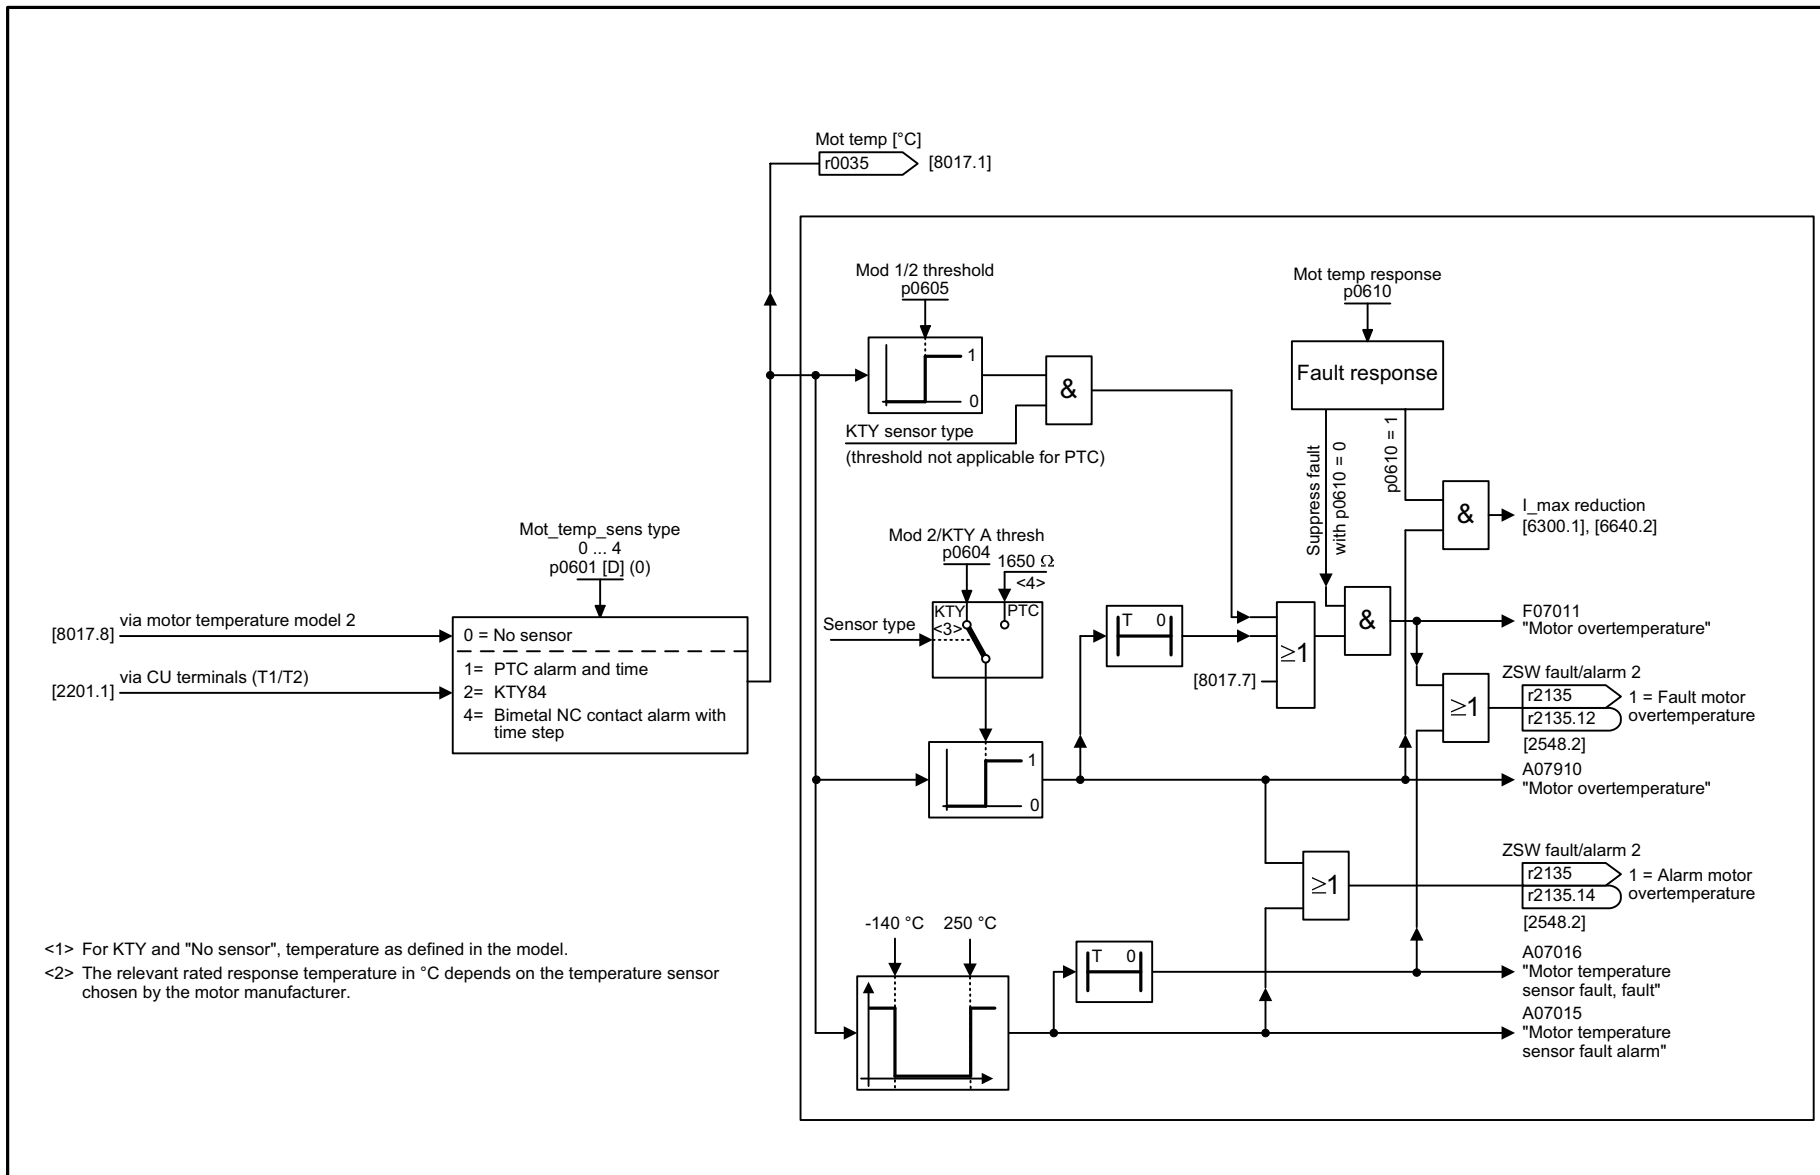 Mot temp [°C]
r0035
[8017.1]
Mod 1/2 threshold
p0605
1
0
&
KTY sensor type
(threshold not applicable for PTC)
Mot temp response
p0610
Fault response
Suppress fault
with p0610 = 0
p0610 = 1
&
I_max reduction
[6300.1], [6640.2]
Mot_temp_sens type
0 ... 4
p0601 [D] (0)
[8017.8]
via motor temperature model 2
[2201.1]
via CU terminals (T1/T2)
0 = No sensor
1= PTC alarm and time
2= KTY84
4= Bimetal NC contact alarm with
time step
Mod 2/KTY A thresh
p0604
1650 Ω
<4>
KTY
PTC
<3>
Sensor type
T 0
≥1
[8017.7]
&
F07011
"Motor overtemperature"
ZSW fault/alarm 2
≥1
r2135
r2135.12
1 = Fault motor
overtemperature
[2548.2]
1
0
A07910
"Motor overtemperature"
ZSW fault/alarm 2
≥1
r2135
r2135.14
1 = Alarm motor
overtemperature
[2548.2]
-140 °C
250 °C
T 0
A07016
"Motor temperature
sensor fault, fault"
A07015
"Motor temperature
sensor fault alarm"
<1> For KTY and "No sensor", temperature as defined in the model.
<2> The relevant rated response temperature in °C depends on the temperature sensor
chosen by the motor manufacturer.